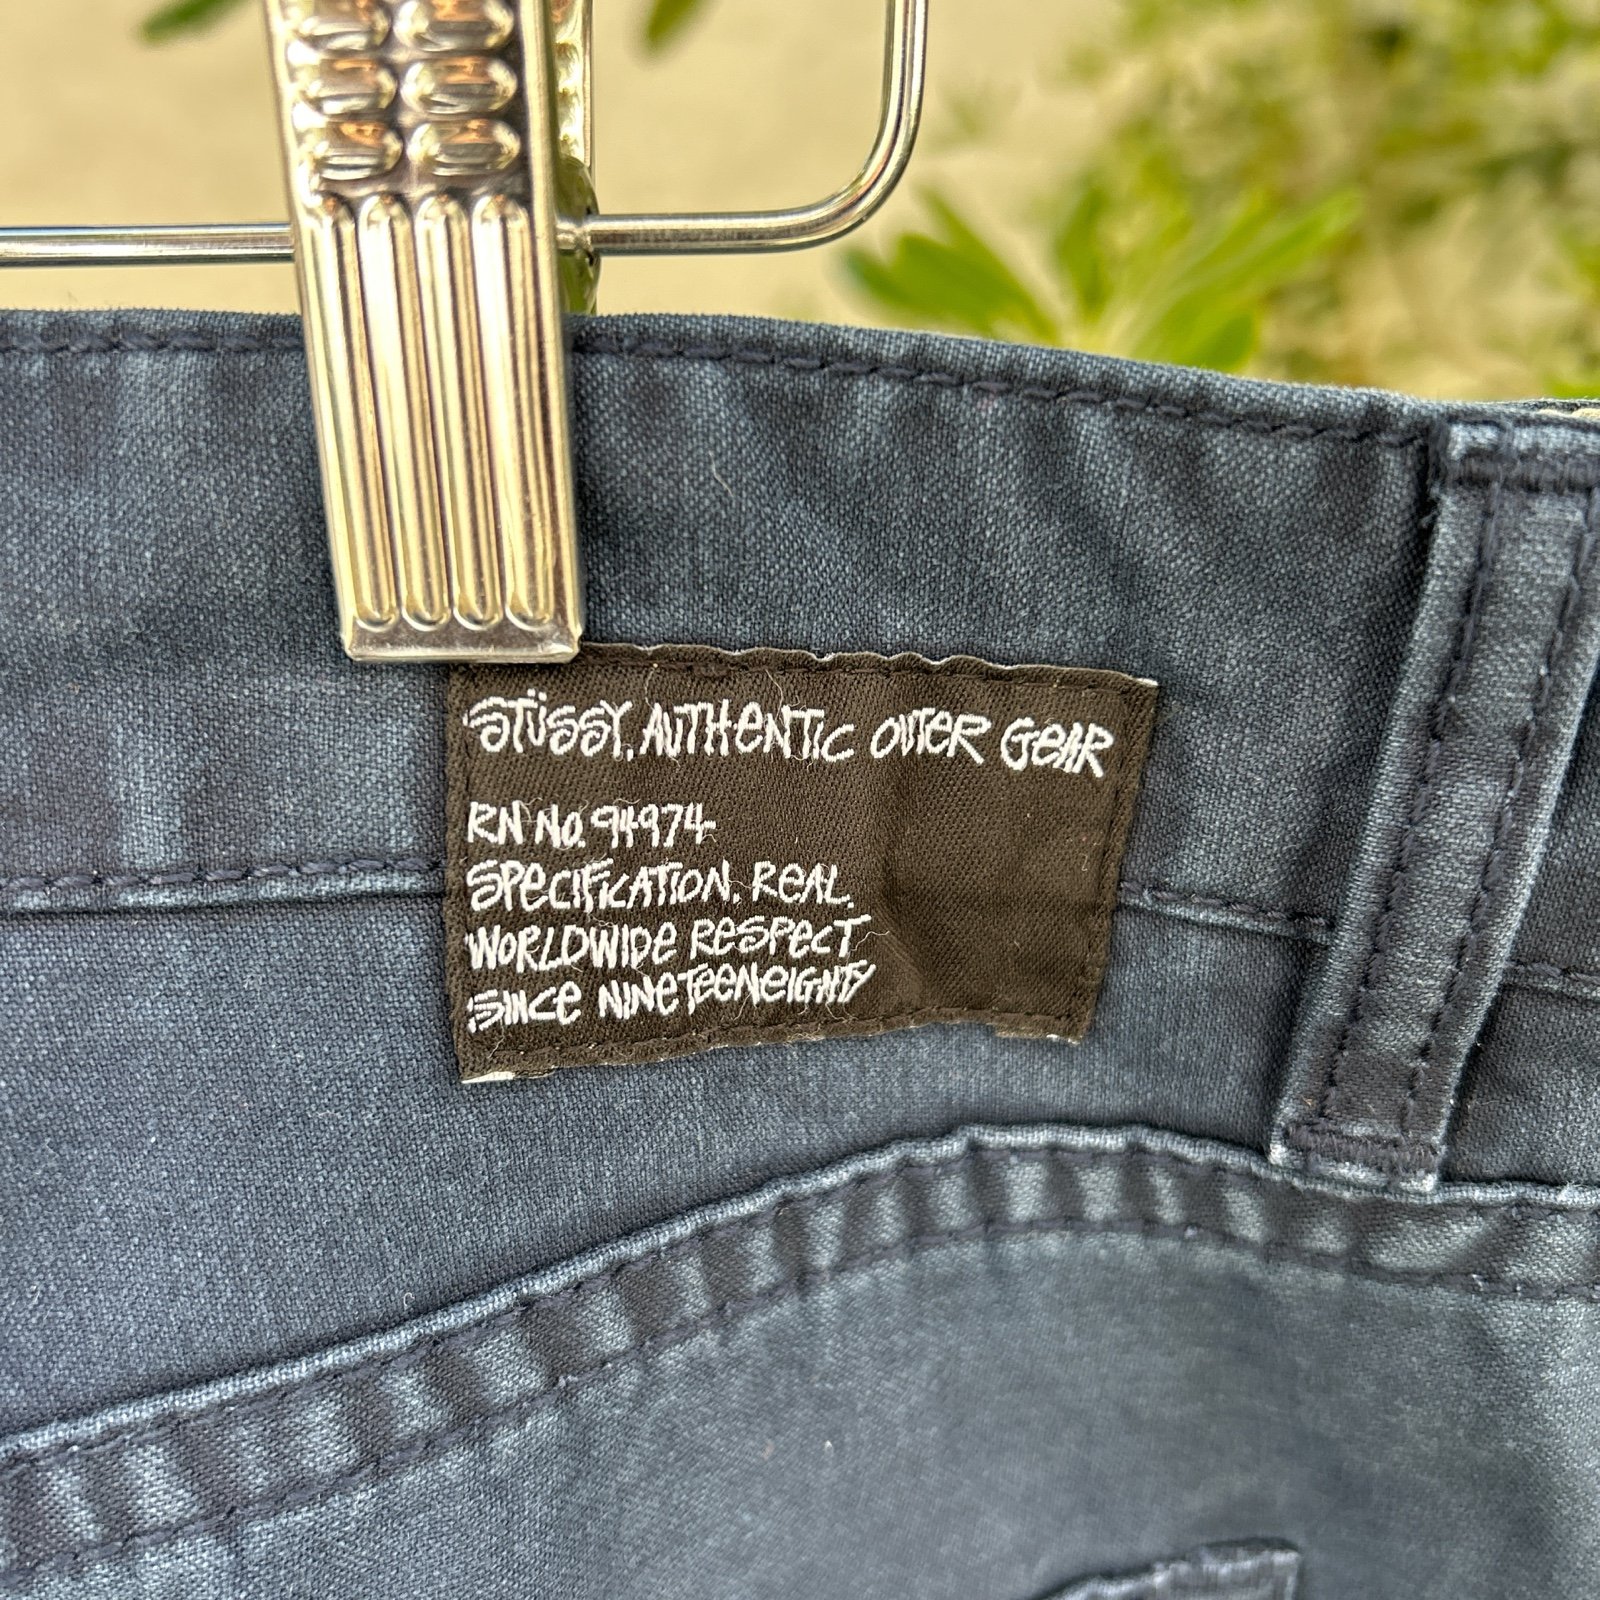 STÜSSY. AUTHENTIC OUTER GEAR
RN NO. 94974
SPECIFICATION. REAL.
WORLDWIDE RESPECT
SINCE NINETEENEIGHTY